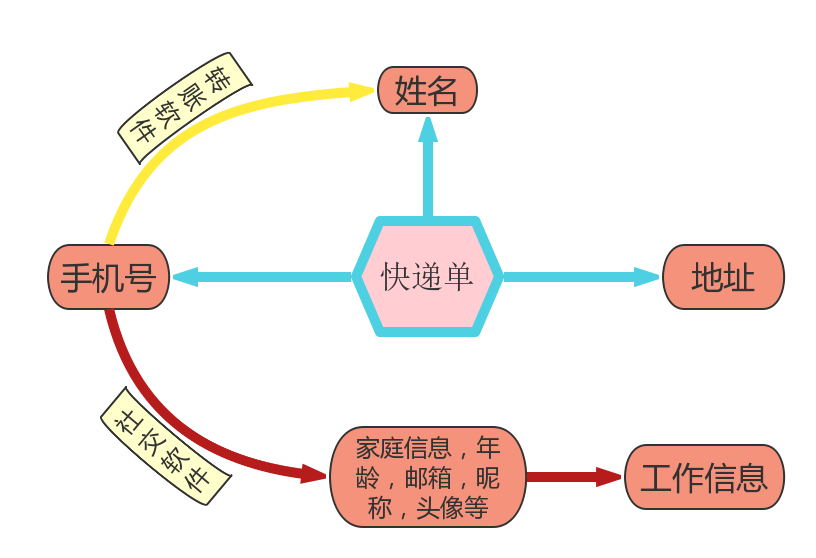 转账软
件
姓名
手机号
快递单
地址
社交软件
家庭信息，年
龄，邮箱，昵
称，头像等
工作信息